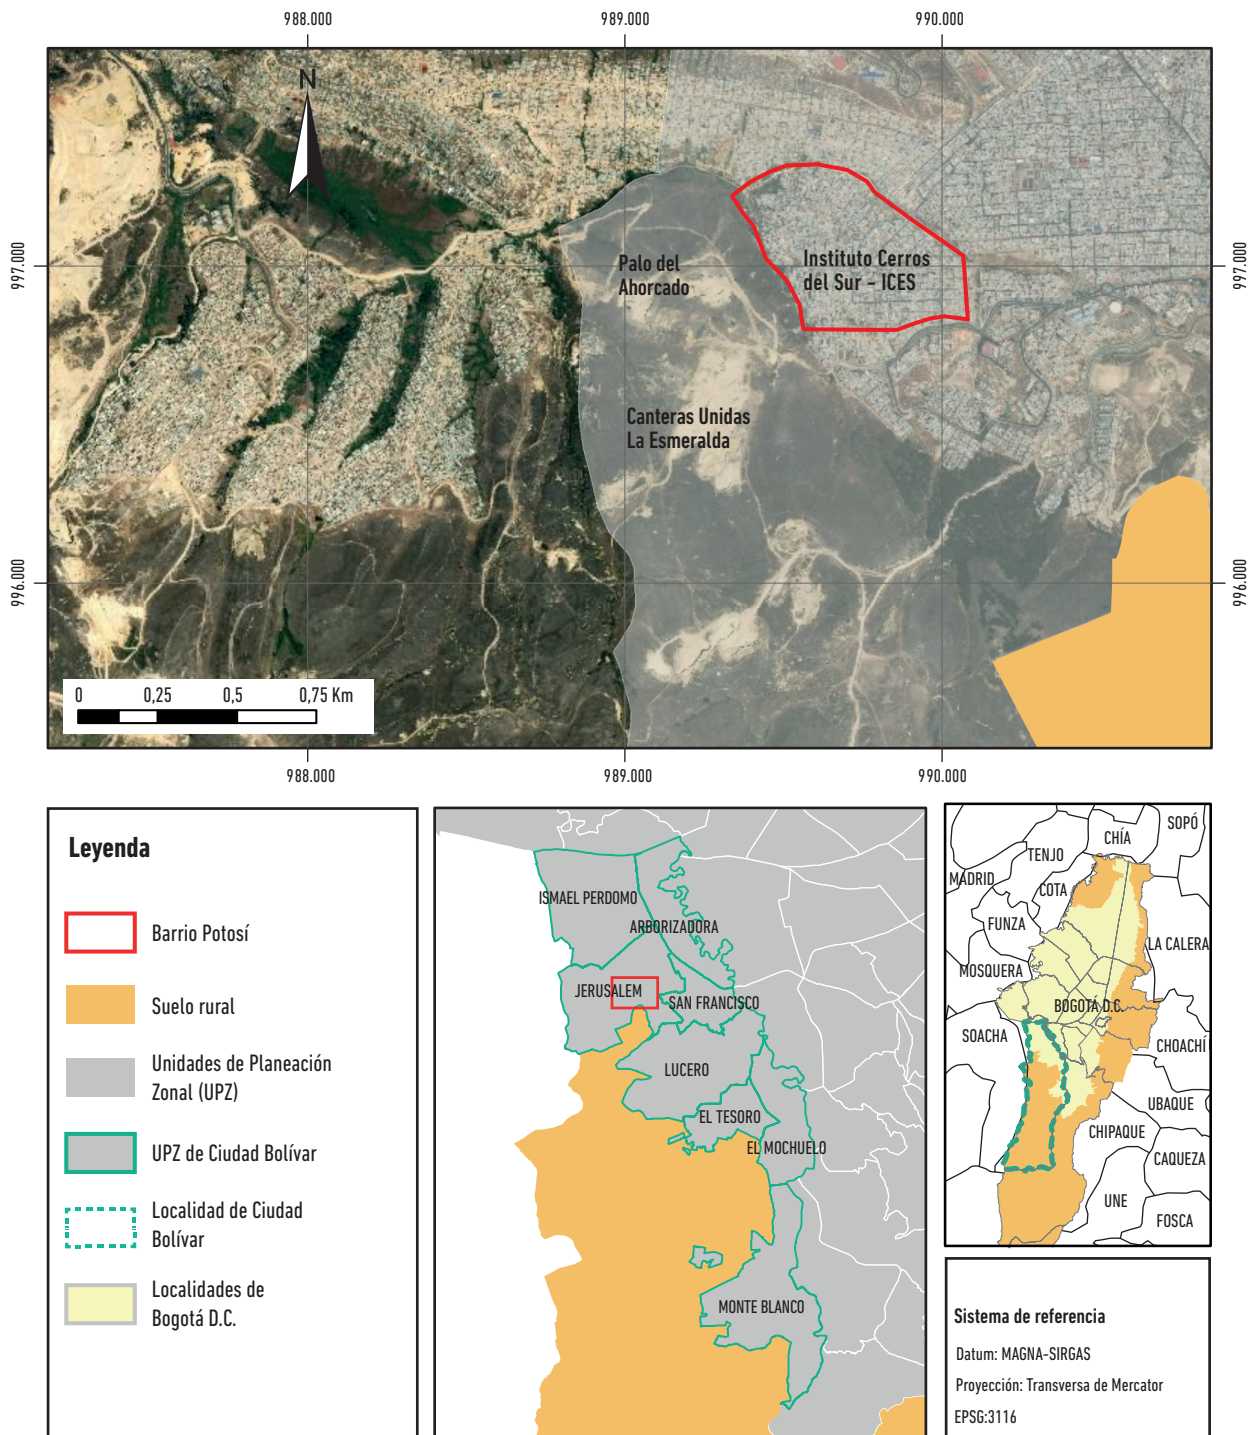 988.000
989.000
990.000
N
997.000
997.000
Palo del
Ahorcado
Instituto Cerros
del Sur - ICES
Canteras Unidas
La Esmeralda
996.000
996.000
0
0,25
0,5
0,75 Km
988.000
989.000
990.000
Leyenda
Barrio Potosí
Suelo rural
Unidades de Planeación
Zonal (UPZ)
UPZ de Ciudad Bolívar
Localidad de Ciudad
Bolívar
Localidades de
Bogotá D.C.
ISMAEL PERDOMO
ARBORIZADORA
JERUSALEM
SAN FRANCISCO
LUCERO
EL TESORO
EL MOCHUELO
MONTE BLANCO
SOPÓ
CHÍA
TENJO
MADRID
COTA
FUNZA
LA CALERA
MOSQUERA
BOGOTÁ D.C.
SOACHA
CHOACHÍ
UBAQUE
CHIPAQUE
CAQUEZA
UNE
FOSCA
Sistema de referencia
Datum: MAGNA-SIRGAS
Proyección: Transversa de Mercator
EPSG:3116